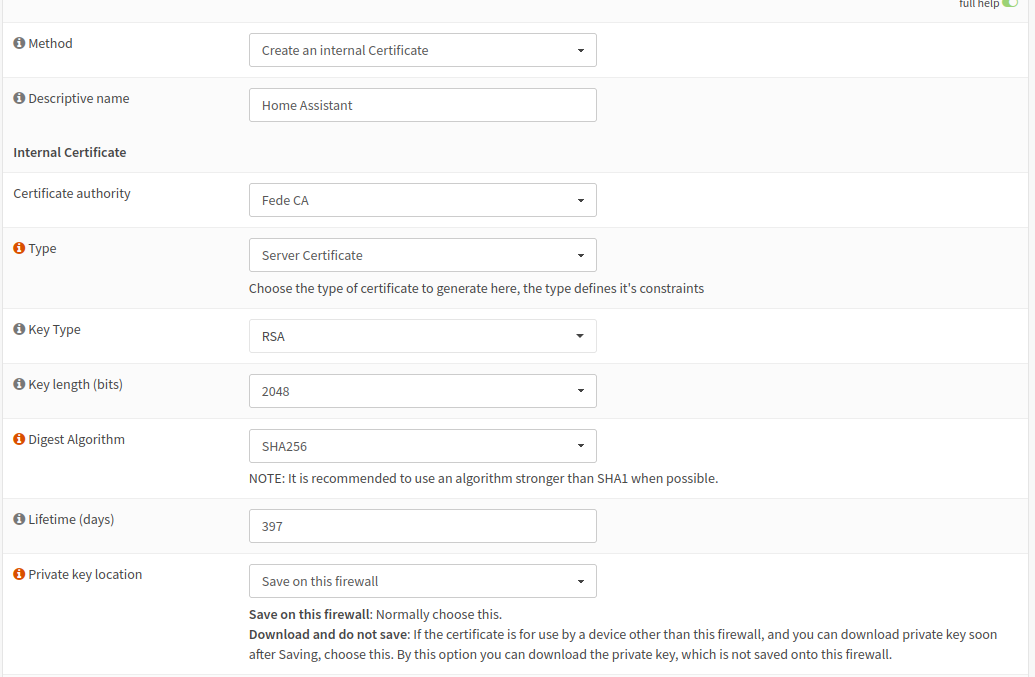 full help
Method
Create an internal Certificate
Descriptive name
Home Assistant
Internal Certificate
Certificate authority
Fede CA
Type
Server Certificate
Choose the type of certificate to generate here, the type defines it's constraints
Key Type
RSA
Key length (bits)
2048
Digest Algorithm
SHA256
NOTE: It is recommended to use an algorithm stronger than SHA1 when possible.
Lifetime (days)
397
Private key location
Save on this firewall
Save on this firewall: Normally choose this.
Download and do not save: If the certificate is for use by a device other than this firewall, and you can download private key soon
after Saving, choose this. By this option you can download the private key, which is not saved onto this firewall.